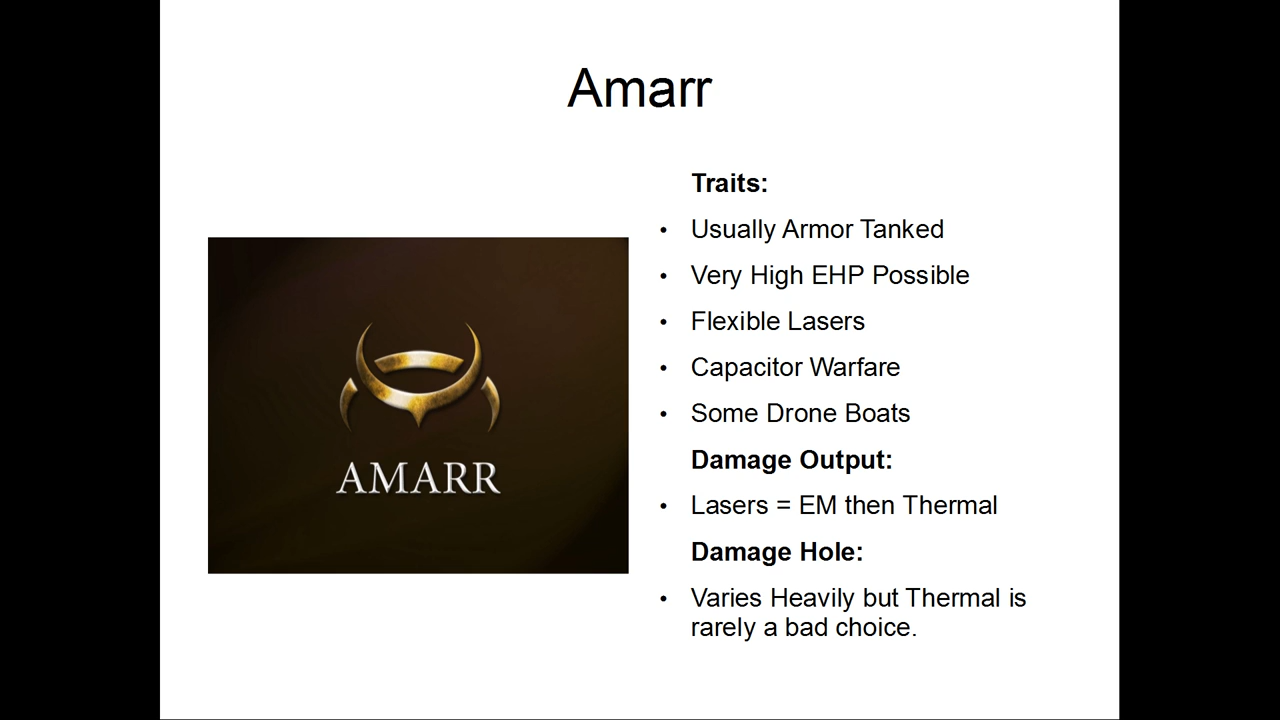 Amarr
AMARR
Traits:
• Usually Armor Tanked
• Very High EHP Possible
• Flexible Lasers
• Capacitor Warfare
• Some Drone Boats
Damage Output:
• Lasers = EM then Thermal
Damage Hole:
• Varies Heavily but Thermal is
rarely a bad choice.